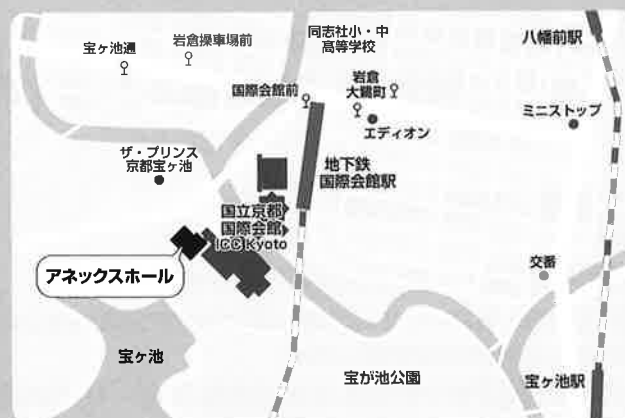 同志社小・中
高等学校
八幡前駅
宝ヶ池通
岩倉操車場前
国際会館前
岩倉
大鷺町
エディオン
ミニストップ
ザ・プリンス
京都宝ヶ池
地下鉄
国際会館駅
国立京都
国際会館
ICC Kyoto
アネックスホール
交番
宝ヶ池
宝が池公園
宝ヶ池駅